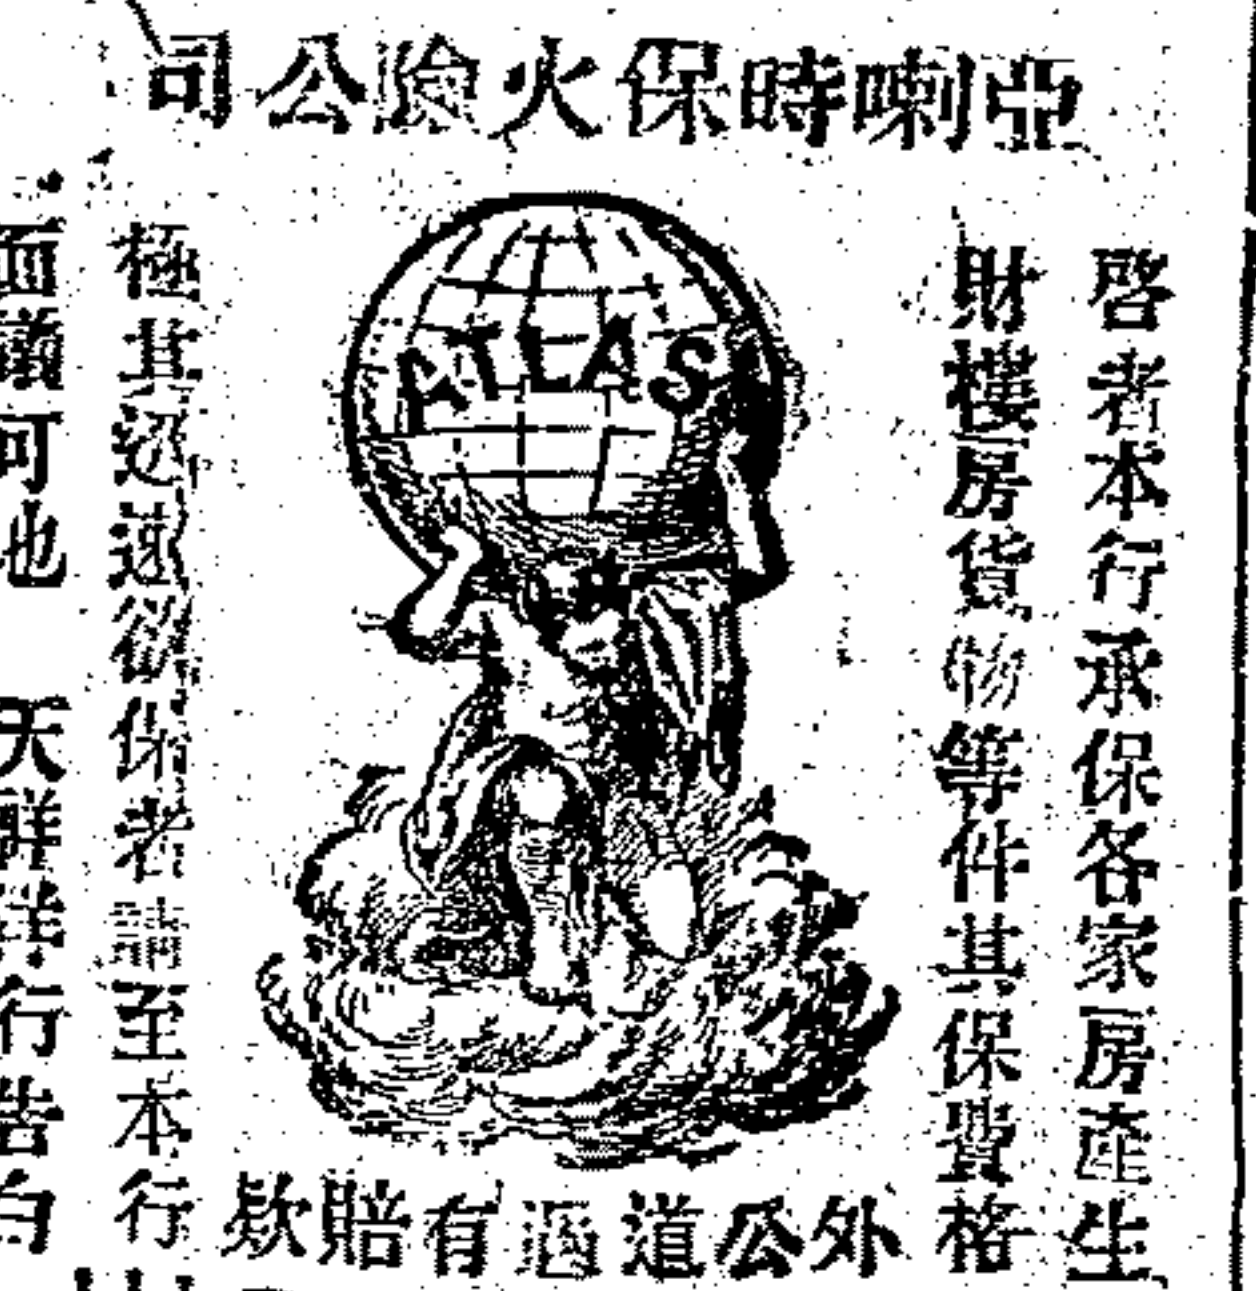 亞喇時保火險公司
ATLAS
啓者本行承保各家房產生
財樓房貨物等件其保費格
外公道遇有賠欵
極其迅速欲保者請至本行
面議可也 天祥洋行告白